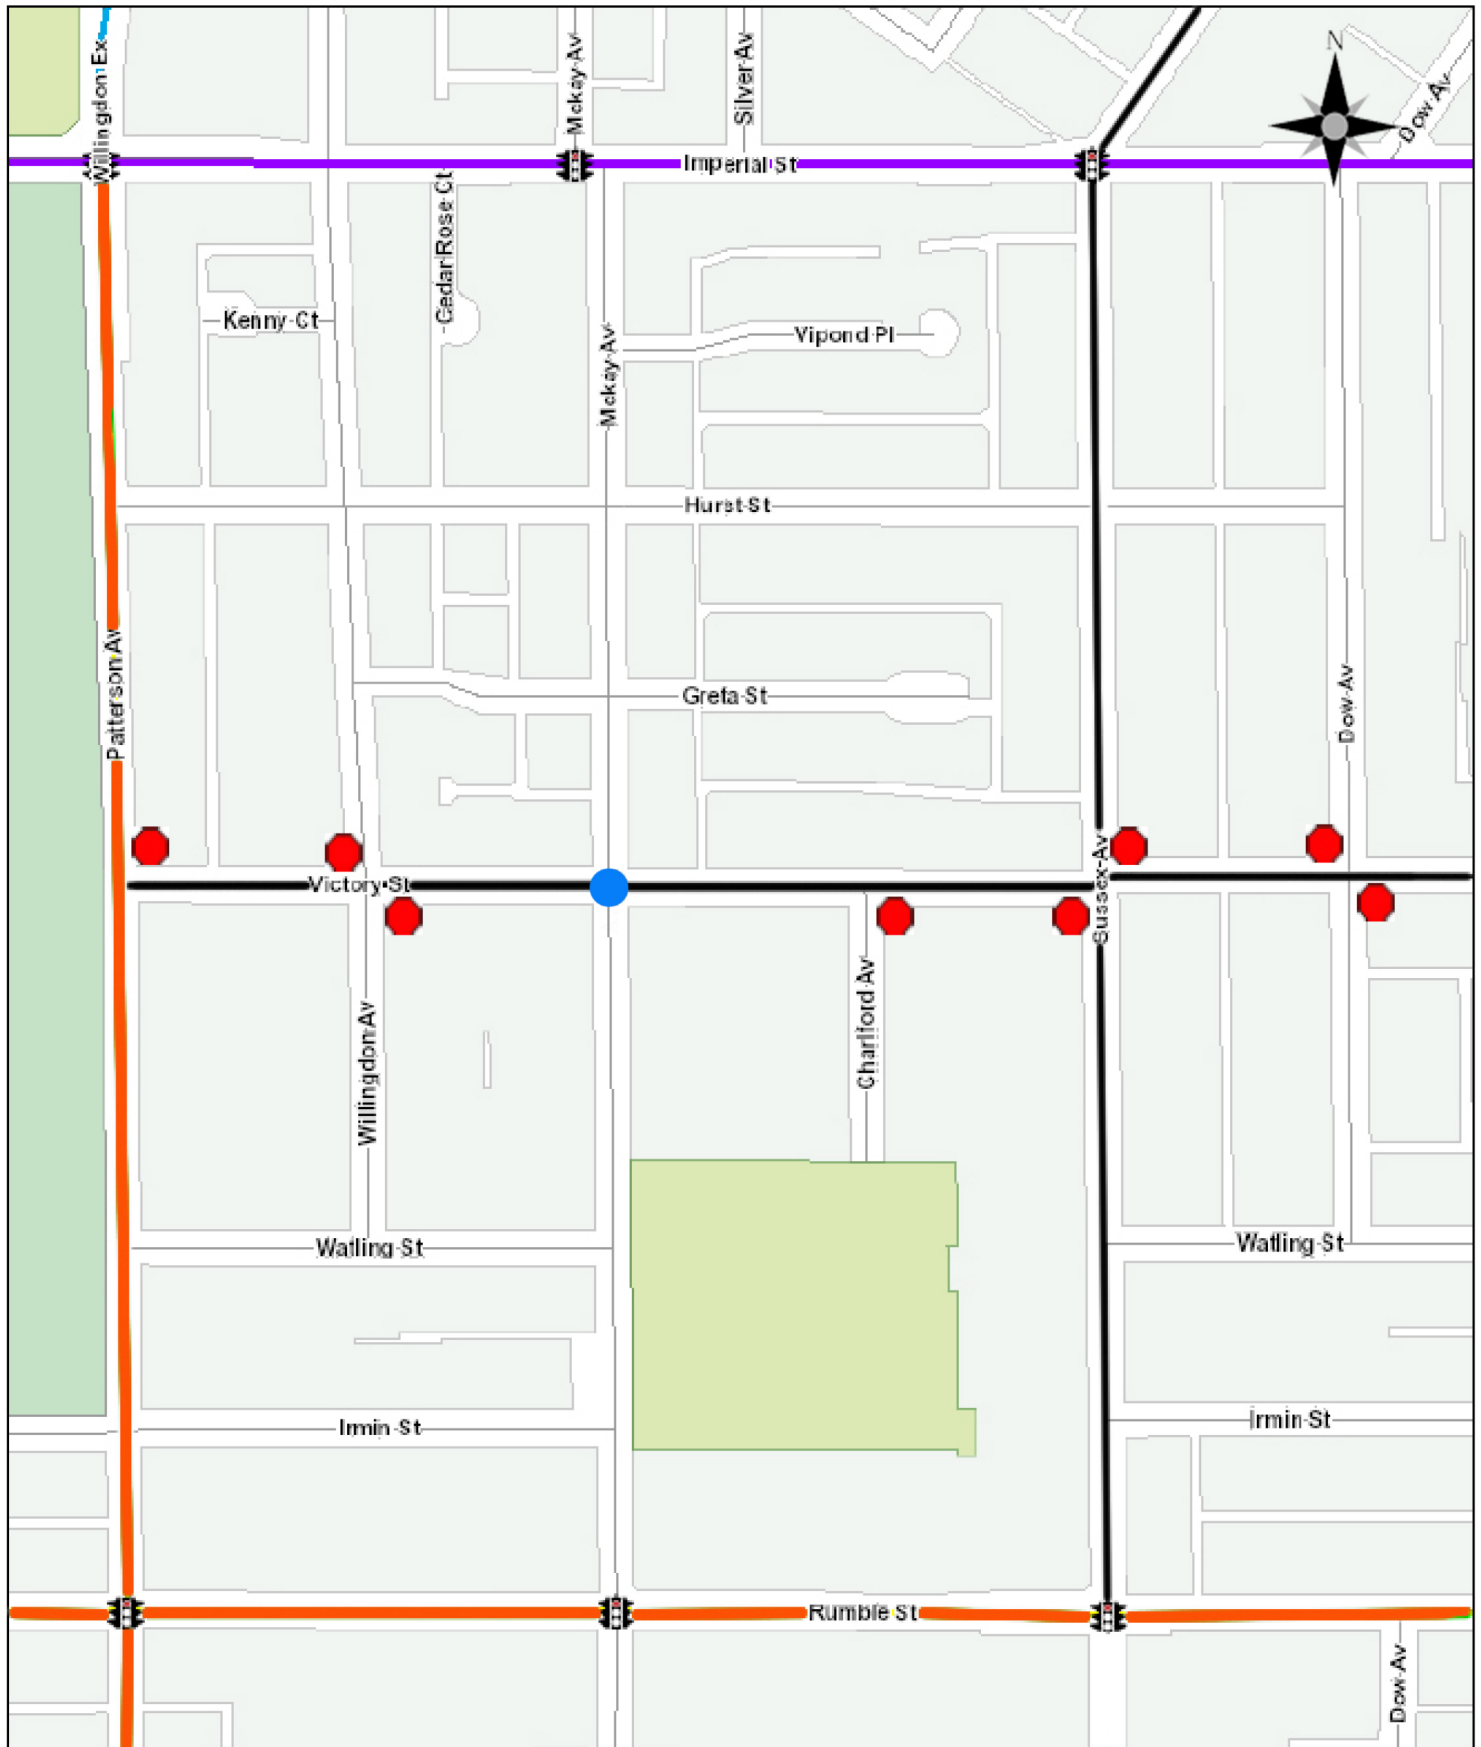 Willingdon Ex
Mckay Av
Silver Av
N
Dow Av
Imperial St
Cedar Rose Ct
Kenny Ct
Mckay Av
Vipond Pl
Hurst St
Patterson Av
Greta St
Dow Av
Victory St
Sussex Av
Willingdon Av
Charlford Av
Watling St
Watling St
Irmin St
Irmin St
Rumble St
Dow Av